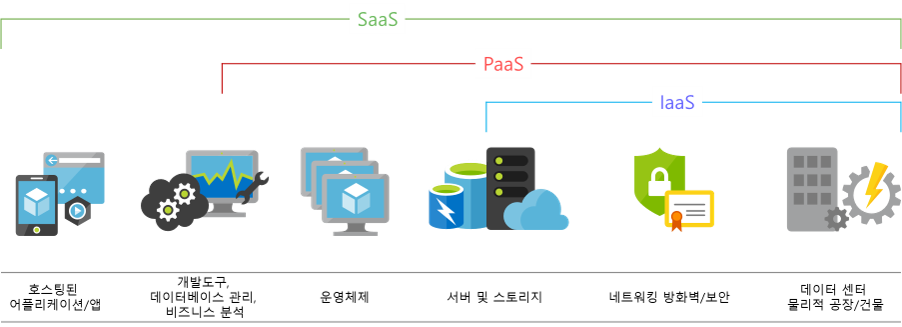 SaaS
PaaS
IaaS
호스팅된
어플리케이션/앱
개발도구,
데이터베이스 관리,
비즈니스 분석
운영체제
서버 및 스토리지
네트워킹 방화벽/보안
데이터 센터
물리적 공장/건물